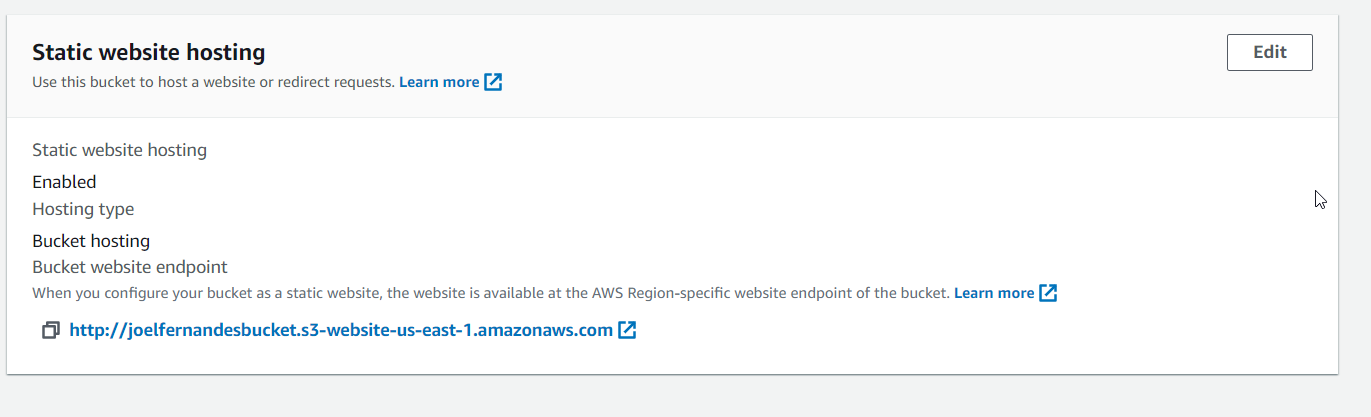 Static website hosting
Edit
Use this bucket to host a website or redirect requests. Learn more
Static website hosting
Enabled
Hosting type
Bucket hosting
Bucket website endpoint
When you configure your bucket as a static website, the website is available at the AWS Region-specific website endpoint of the bucket. Learn more
http://joelfernandesbucket.s3-website-us-east-1.amazonaws.com